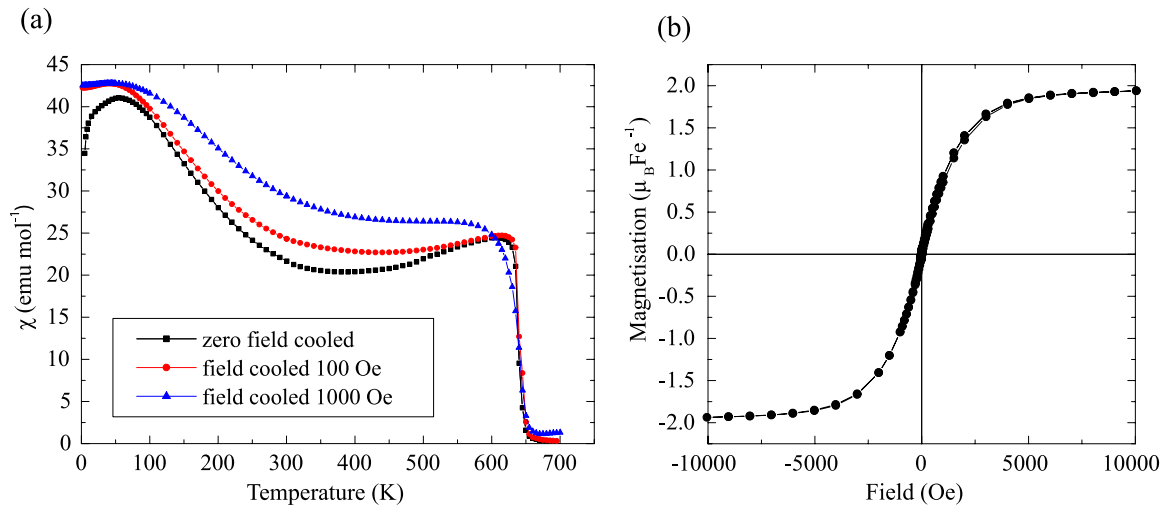 (a)
45
40
35
30
25
20
15
10
5
0
χ (emu mol⁻¹)
zero field cooled
field cooled 100 Oe
field cooled 1000 Oe
0 100 200 300 400 500 600 700
Temperature (K)
(b)
2.0
1.5
1.0
0.5
0.0
-0.5
-1.0
-1.5
-2.0
Magnetisation (μ_B Fe⁻¹)
-10000 -5000 0 5000 10000
Field (Oe)